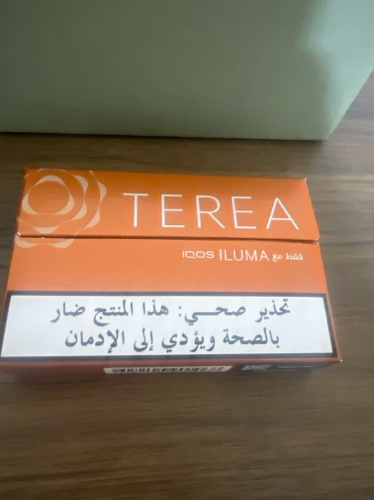 TEREA
فقط مع IQOS ILUMA
تحذير صحي: هذا المنتج ضار
بالصحة ويؤدي إلى الإدمان